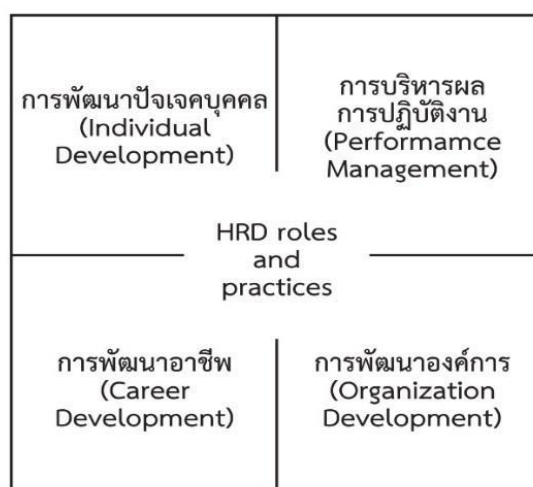 การพัฒนาปัจเจคบุคคล
(Individual
Development)
การบริหารผล
การปฏิบัติงาน
(Performamce
Management)
HRD roles
and
practices
การพัฒนาอาชีพ
(Career
Development)
การพัฒนาองค์การ
(Organization
Development)